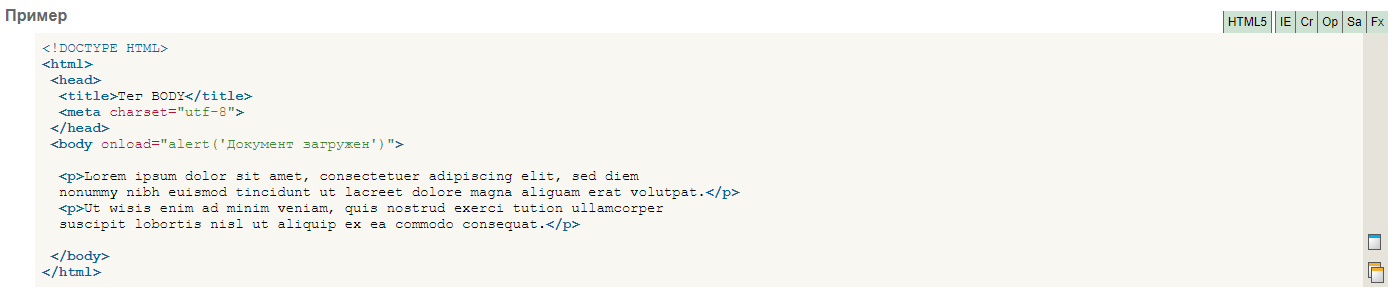 Пример
HTML5 IE Cr Op Sa Fx
<!DOCTYPE HTML>
<html>
<head>
<title>Тег BODY</title>
<meta charset="utf-8">
</head>
<body onload="alert('Документ загружен')">
<p>Lorem ipsum dolor sit amet, consectetuer adipiscing elit, sed diem
nonummy nibh euismod tincidunt ut lacreet dolore magna aliguam erat volutpat.</p>
<p>Ut wisis enim ad minim veniam, quis nostrud exerci tution ullamcorper
suscipit lobortis nisl ut aliquip ex ea commodo consequat.</p>
</body>
</html>